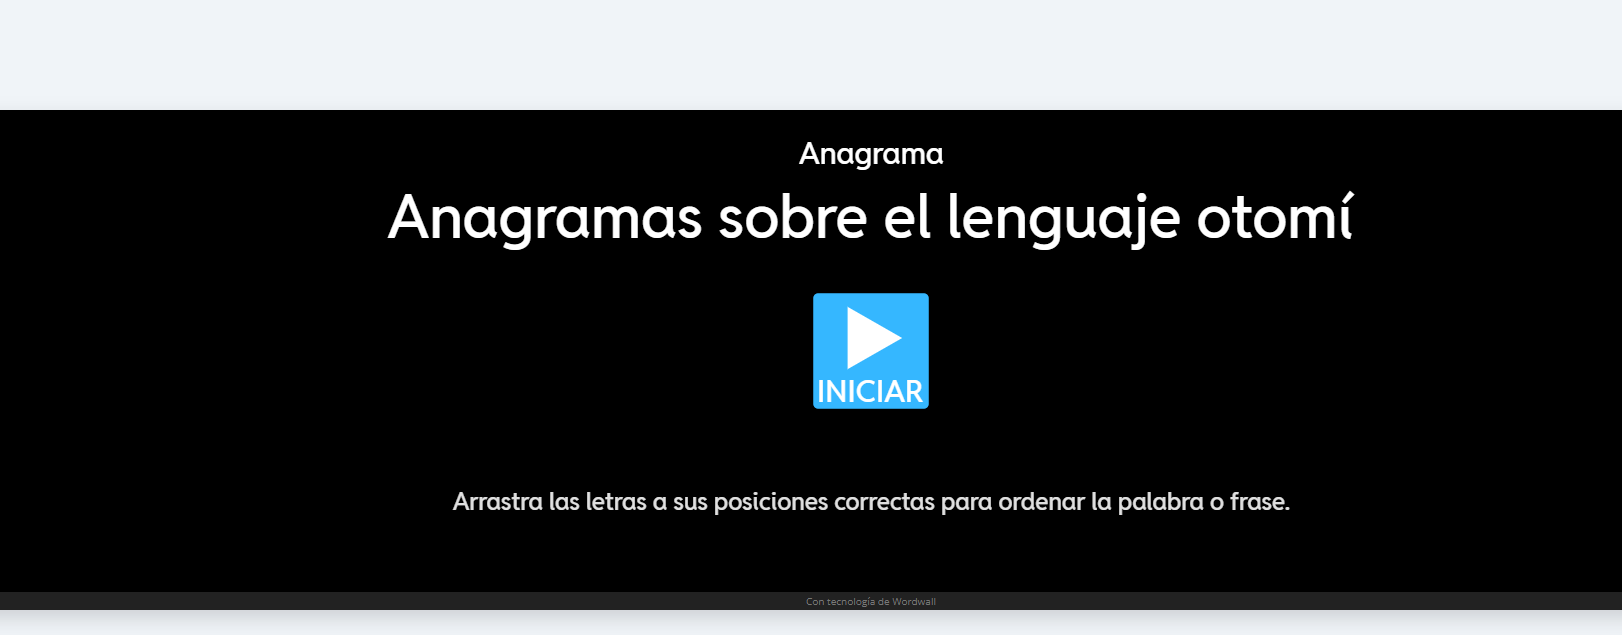 Anagrama
Anagramas sobre el lenguaje otomí
INICIAR
Arrastra las letras a sus posiciones correctas para ordenar la palabra o frase.
Con tecnología de Wordwall